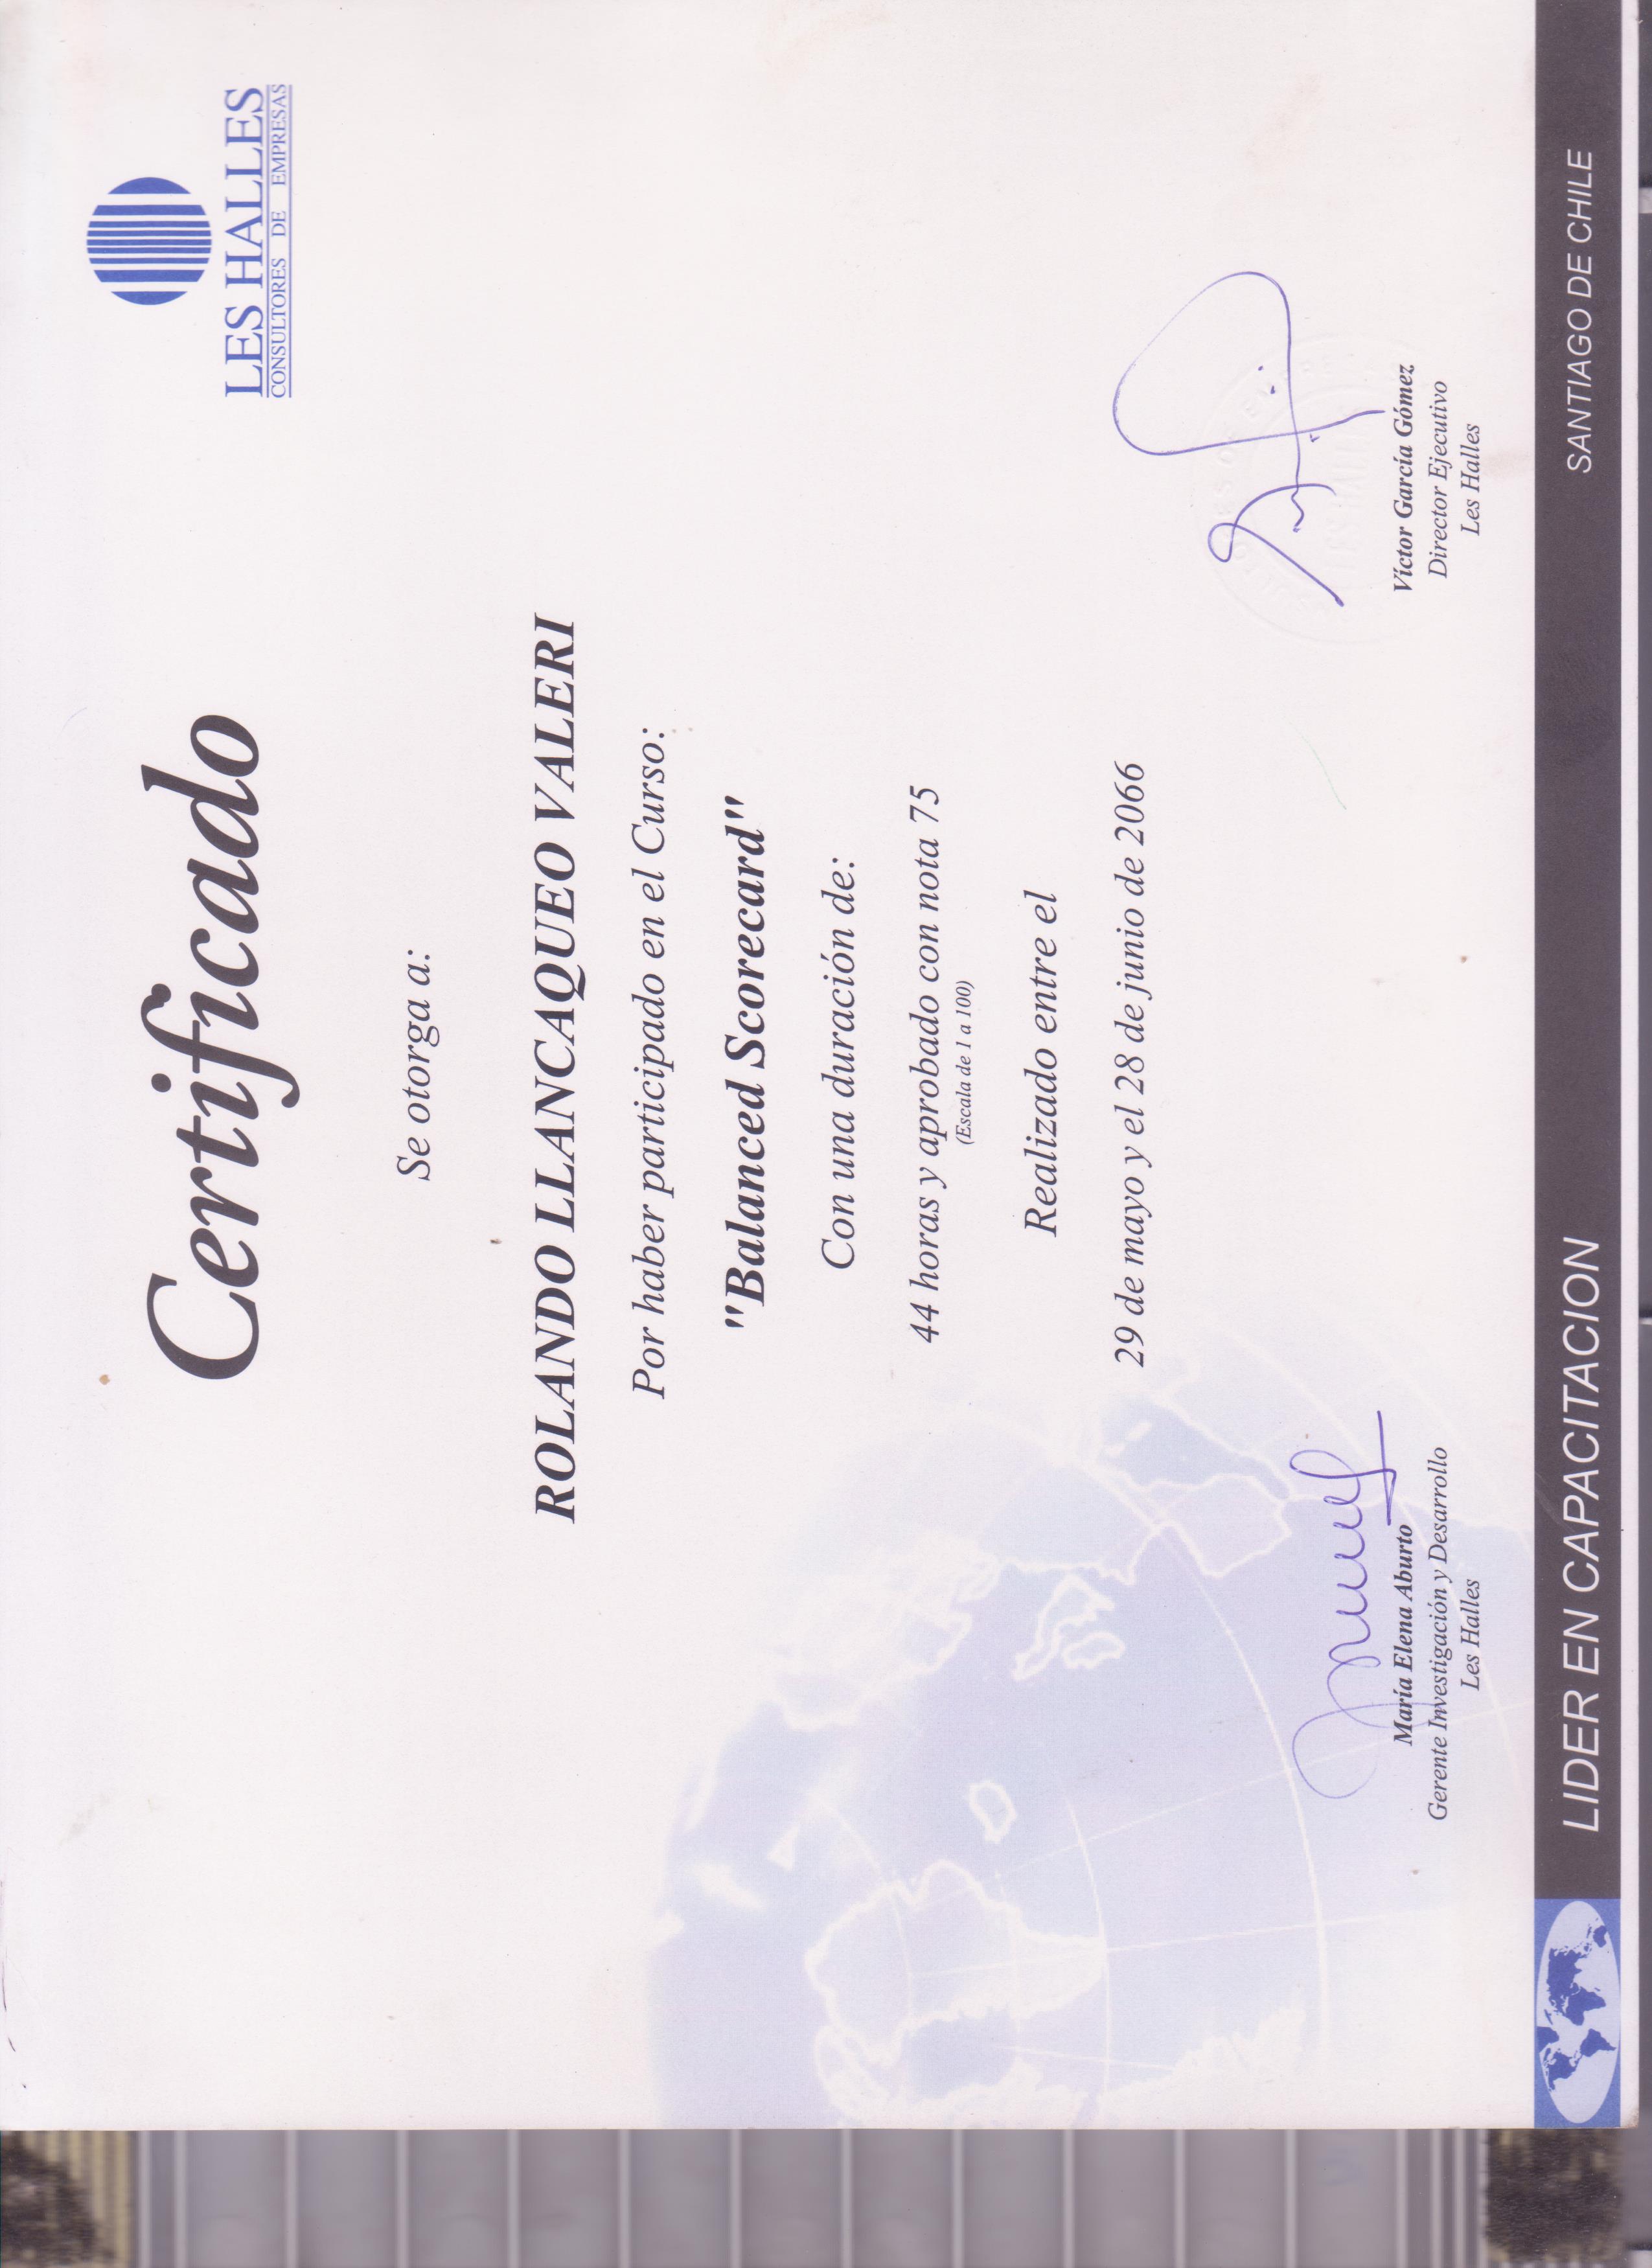 Certificado
LES HALLES
CONSULTORES DE EMPRESAS
Se otorga a:
ROLANDO LLANCAQUEO VALERI
Por haber participado en el Curso:
"Balanced Scorecard"
Con una duración de:
44 horas y aprobado con nota 75
(Escala de 1 a 100)
Realizado entre el
29 de mayo y el 28 de junio de 2066
María Elena Aburto
Gerente Investigación y Desarrollo
Les Halles
Víctor García Gómez
Director Ejecutivo
Les Halles
LIDER EN CAPACITACION
SANTIAGO DE CHILE